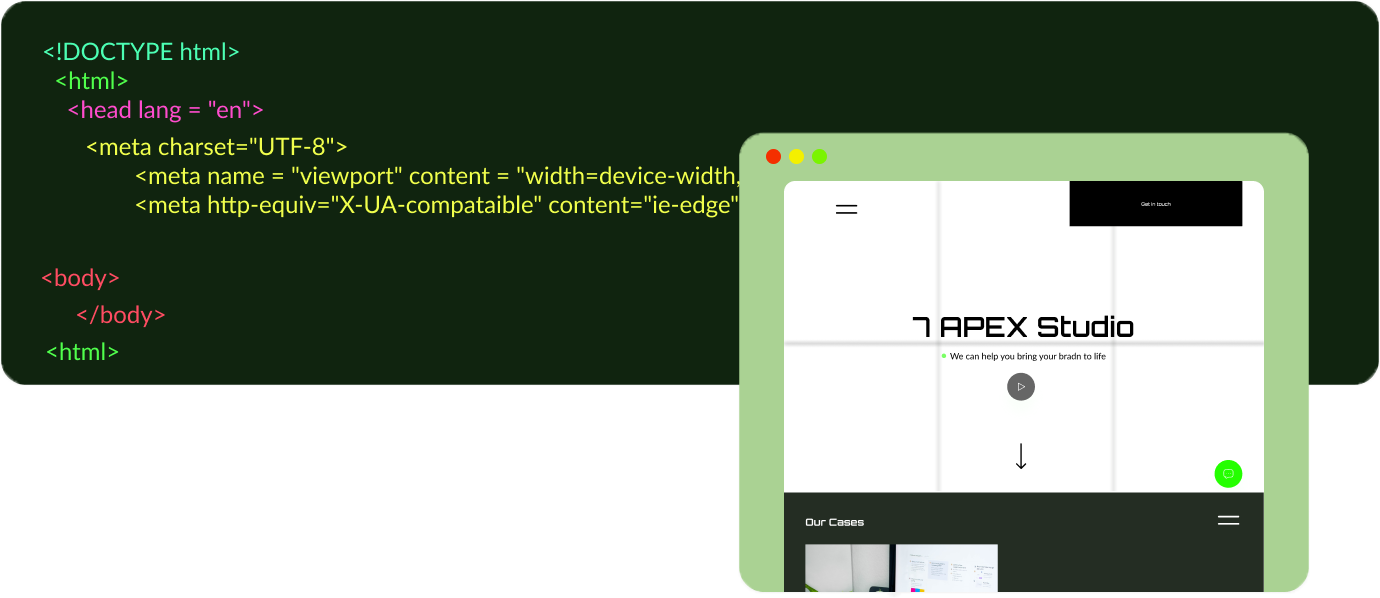 <!DOCTYPE html>
<html>
<head lang = "en">
<meta charset="UTF-8">
<meta name = "viewport" content = "width=device-width,
<meta http-equiv="X-UA-compataible" content="ie-edge"
<body>
</body>
<html>
Get in touch
7 APEX Studio
We can help you bring your bradn to life
Our Cases